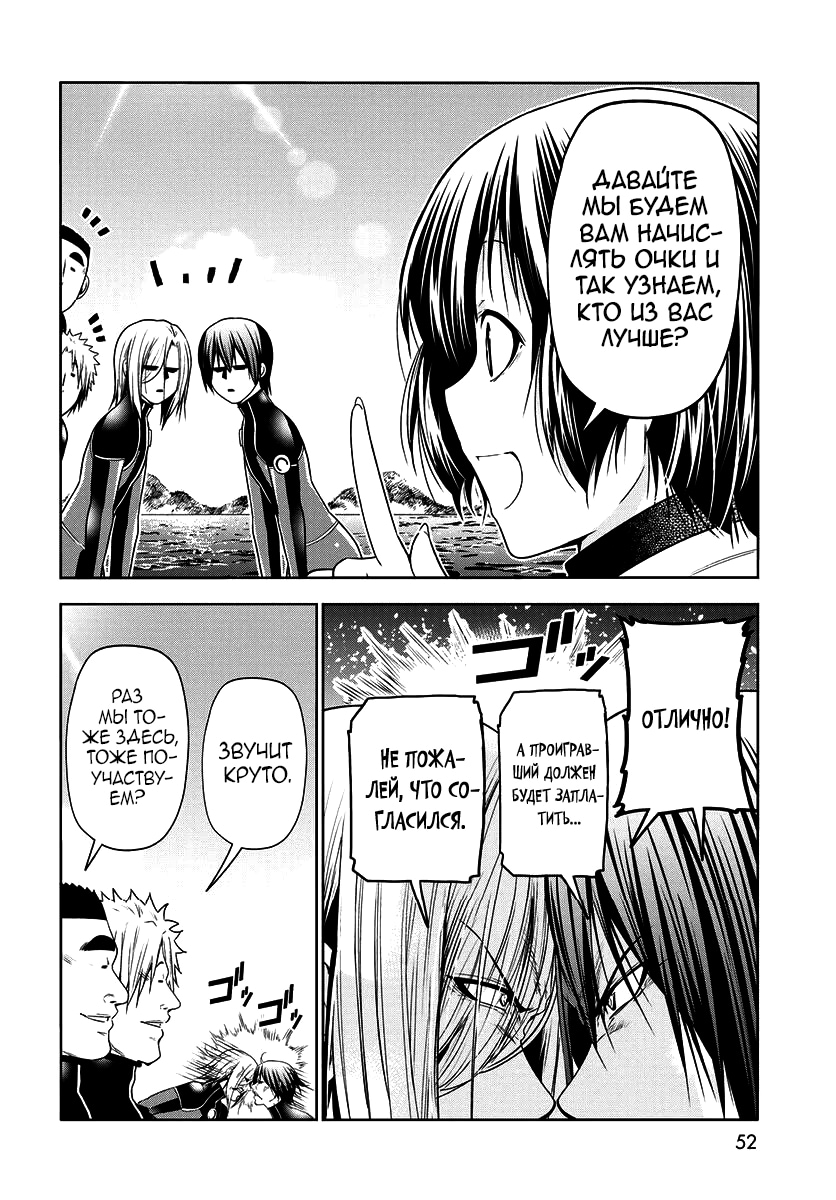 ДАВАЙТЕ
МЫ БУДЕМ
ВАМ НАЧИС-
ЛЯТЬ ОЧКИ И
ТАК УЗНАЕМ,
КТО ИЗ ВАС
ЛУЧШЕ?
ОТЛИЧНО!
А ПРОИГРАВ-
ШИЙ ДОЛЖЕН
БУДЕТ ЗАПЛА-
ТИТЬ...
НЕ ПОЖА-
ЛЕЙ, ЧТО СО-
ГЛАСИЛСЯ.
ゴッ
ЗВУЧИТ
КРУТО.
РАЗ
МЫ ТО-
ЖЕ ЗДЕСЬ,
ТОЖЕ ПО-
УЧАСТВУ-
ЕМ?
ゴッ
ゴッ
52